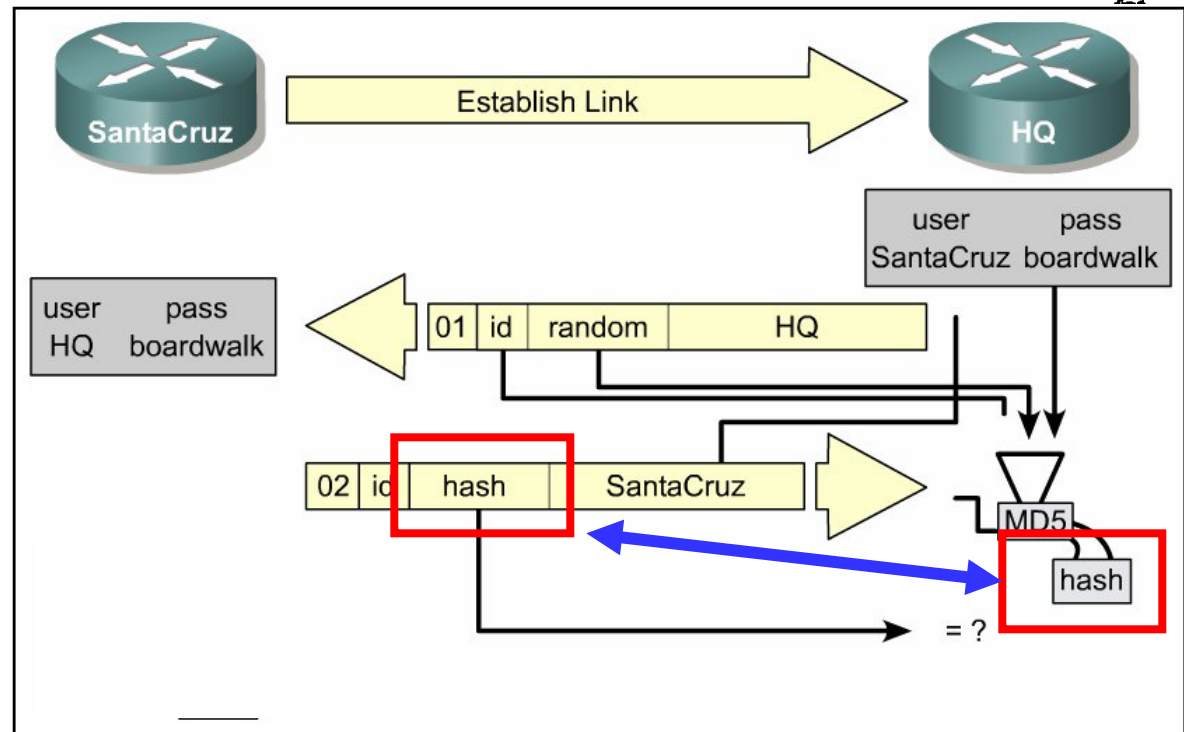 Establish Link
SantaCruz
HQ
user pass
SantaCruz boardwalk
user pass
HQ boardwalk
01 id random HQ
02 id hash SantaCruz
MD5
hash
= ?